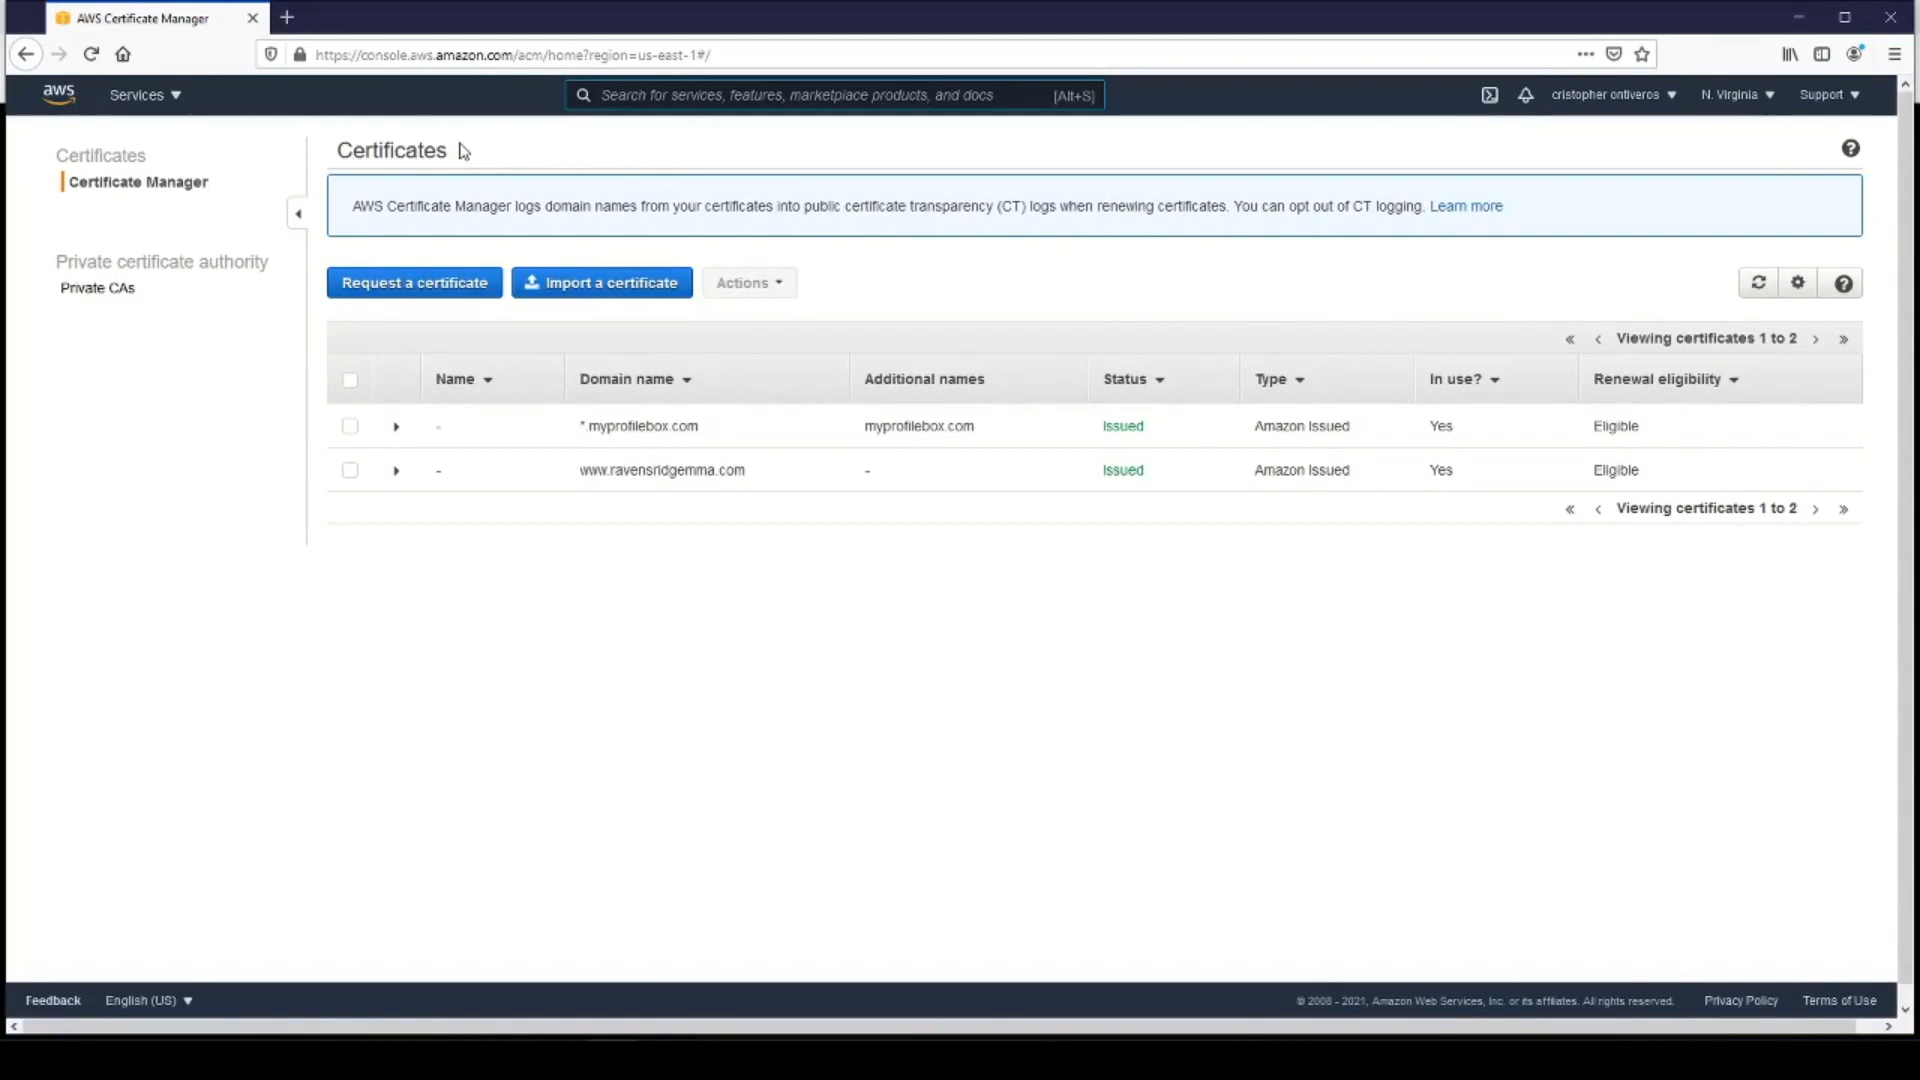 AWS Certificate Manager
https://console.aws.amazon.com/acm/home?region=us-east-1#/
aws
Services
Search for services, features, marketplace products, and docs [Alt+S]
cristopher ontiveros
N. Virginia
Support
Certificates
Certificate Manager
Private certificate authority
Private CAs
Certificates
AWS Certificate Manager logs domain names from your certificates into public certificate transparency (CT) logs when renewing certificates. You can opt out of CT logging. Learn more
Request a certificate
Import a certificate
Actions
« ‹ Viewing certificates 1 to 2 › »
Name Domain name Additional names Status Type In use? Renewal eligibility
- *.myprofilebox.com myprofilebox.com Issued Amazon Issued Yes Eligible
- www.ravensridgemma.com - Issued Amazon Issued Yes Eligible
« ‹ Viewing certificates 1 to 2 › »
Feedback
English (US)
© 2008 - 2021, Amazon Web Services, Inc. or its affiliates. All rights reserved.
Privacy Policy
Terms of Use